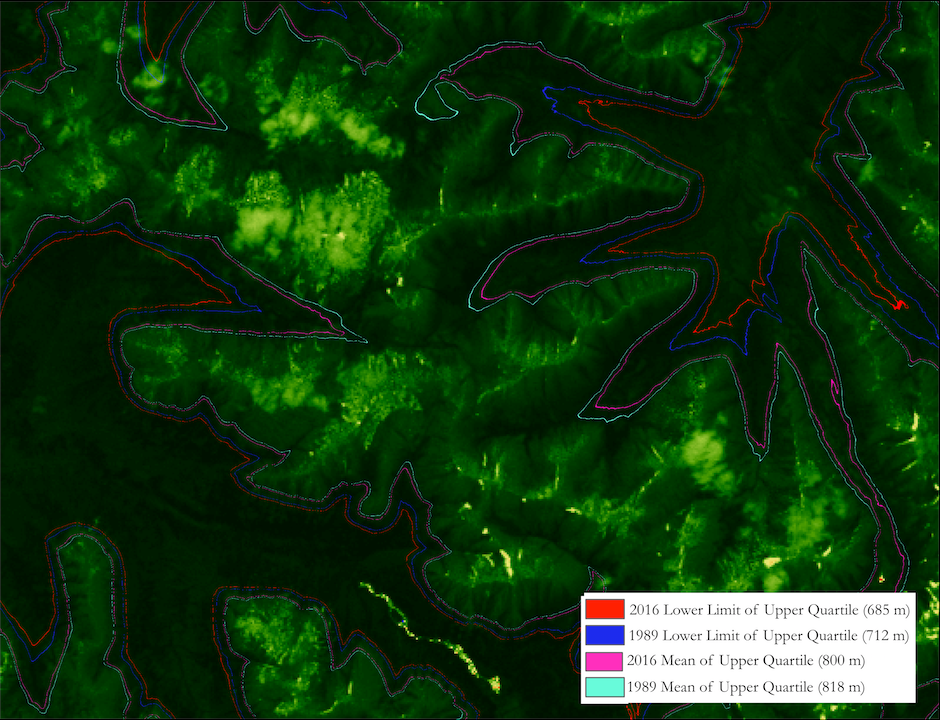 2016 Lower Limit of Upper Quartile (685 m)
1989 Lower Limit of Upper Quartile (712 m)
2016 Mean of Upper Quartile (800 m)
1989 Mean of Upper Quartile (818 m)